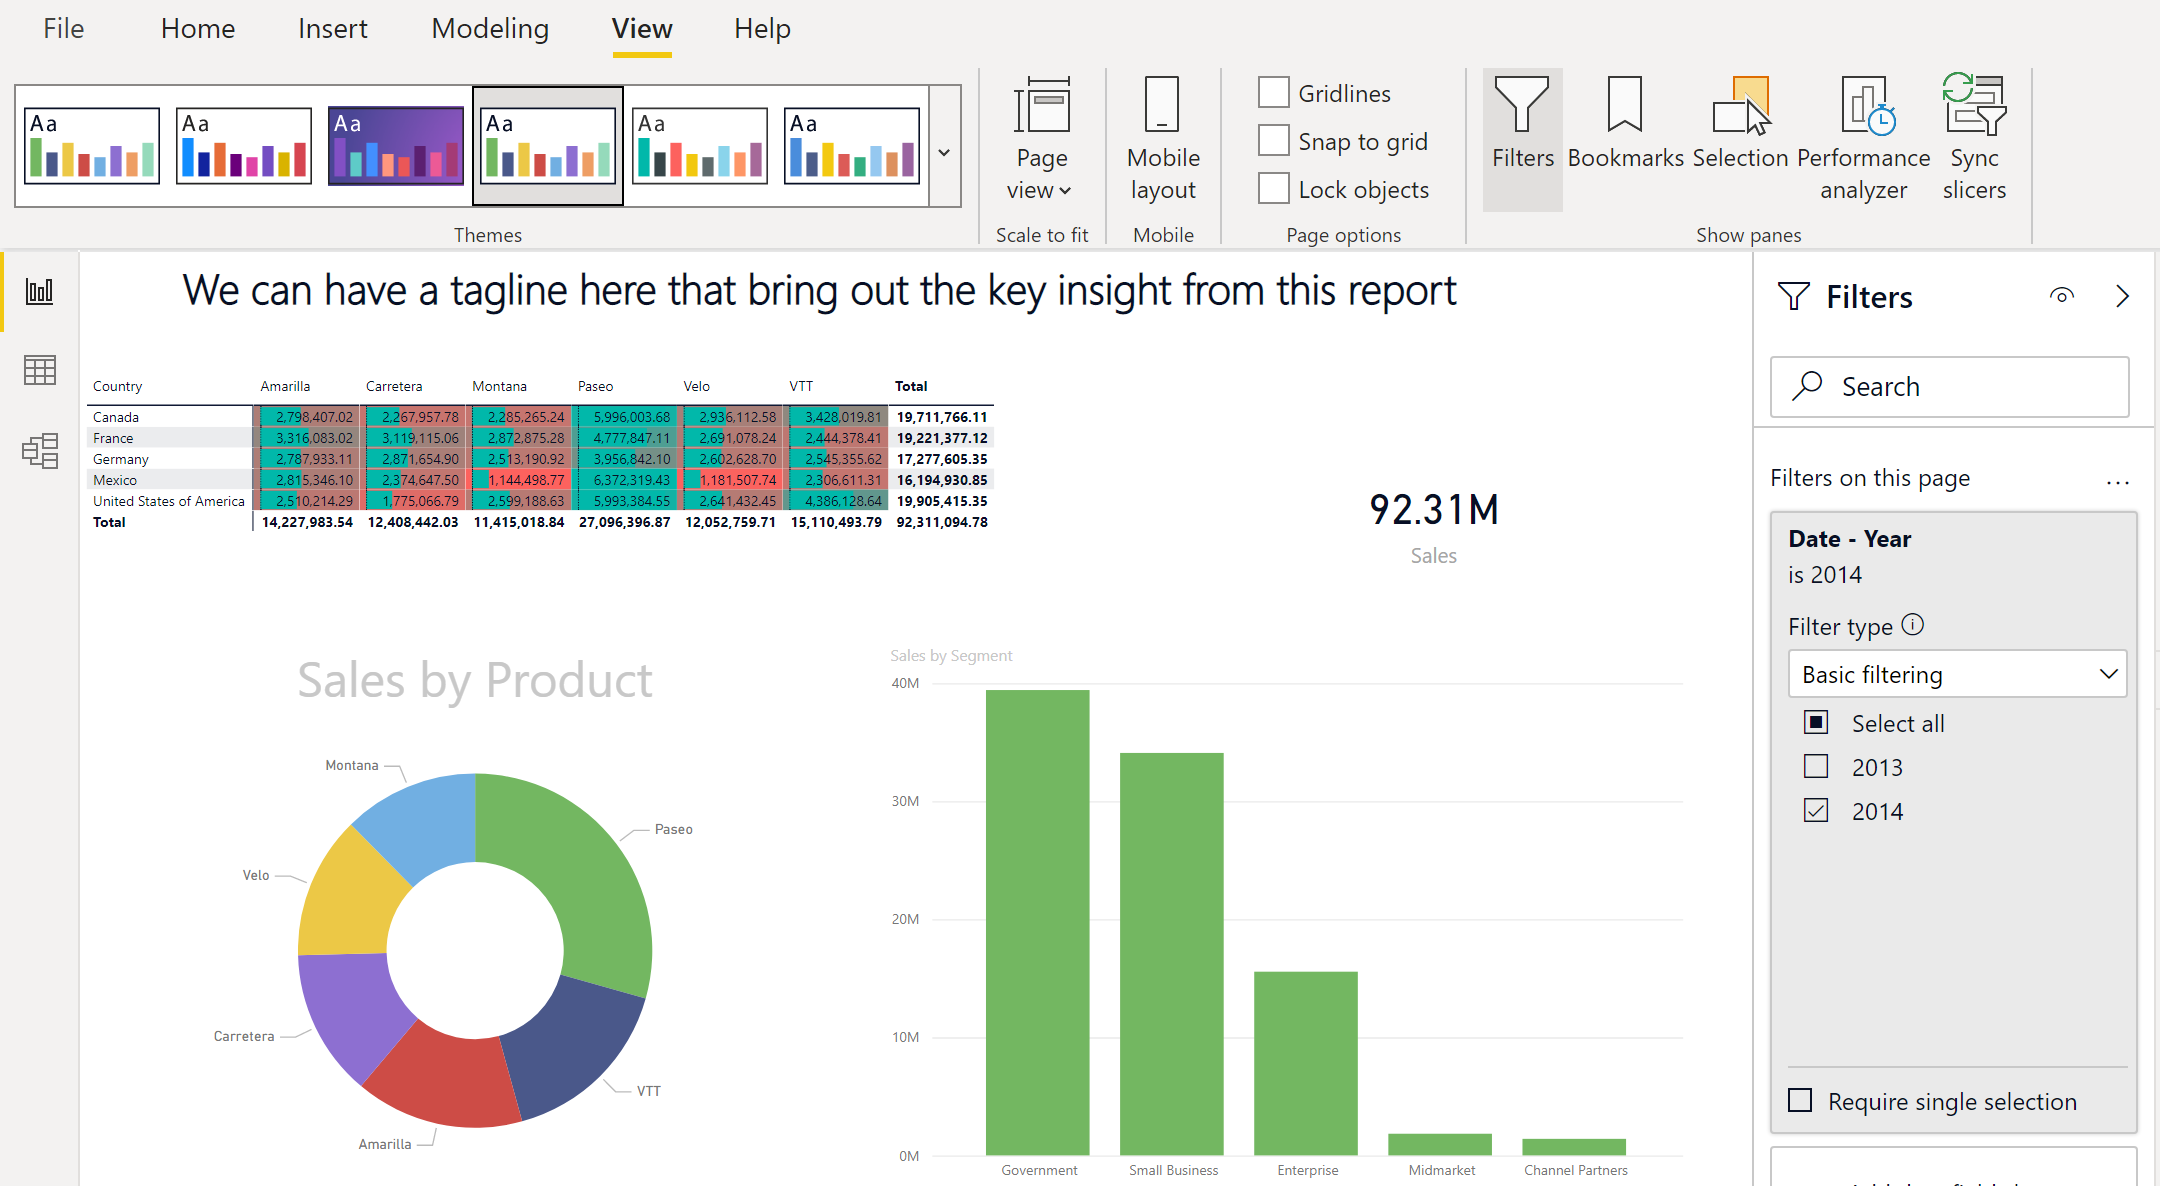 File Home Insert Modeling View Help
Aa Aa Aa Aa Aa Aa
Page view
Mobile layout
Gridlines
Snap to grid
Lock objects
Filters Bookmarks Selection Performance analyzer Sync slicers
Themes Scale to fit Mobile Page options Show panes
We can have a tagline here that bring out the key insight from this report
Country Amarilla Carretera Montana Paseo Velo VTT Total
Canada 2,798,407.02 2,267,957.78 2,285,265.24 5,996,003.68 2,936,112.58 3,428,019.81 19,711,766.11
France 3,316,083.02 3,119,115.06 2,872,875.28 4,777,847.11 2,691,078.24 2,444,378.41 19,221,377.12
Germany 2,787,933.11 2,871,654.90 2,513,190.92 3,956,842.10 2,602,628.70 2,545,355.62 17,277,605.35
Mexico 2,815,346.10 2,374,647.50 1,144,498.77 6,372,319.43 1,181,507.74 2,306,611.31 16,194,930.85
United States of America 2,510,214.29 1,775,066.79 2,599,188.63 5,993,384.55 2,641,432.45 4,386,128.64 19,905,415.35
Total 14,227,983.54 12,408,442.03 11,415,018.84 27,096,396.87 12,052,759.71 15,110,493.79 92,311,094.78
92.31M
Sales
Sales by Product
Montana
Paseo
Velo
Carretera
VTT
Amarilla
Sales by Segment
40M
30M
20M
10M
0M
Government Small Business Enterprise Midmarket Channel Partners
Filters
Search
Filters on this page
...
Date - Year
is 2014
Filter type
Basic filtering
Select all
2013
2014
Require single selection